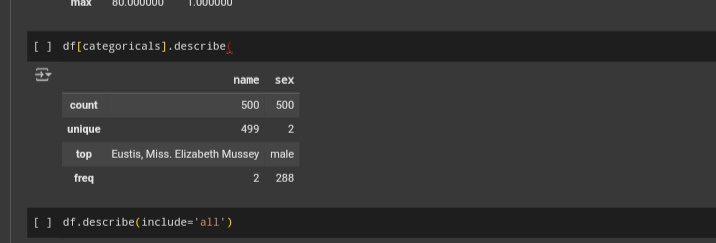 max 80.000000 1.000000
[ ] df[categoricals].describe(
name sex
count 500 500
unique 499 2
top Eustis, Miss. Elizabeth Mussey male
freq 2 288
[ ] df.describe(include='all')